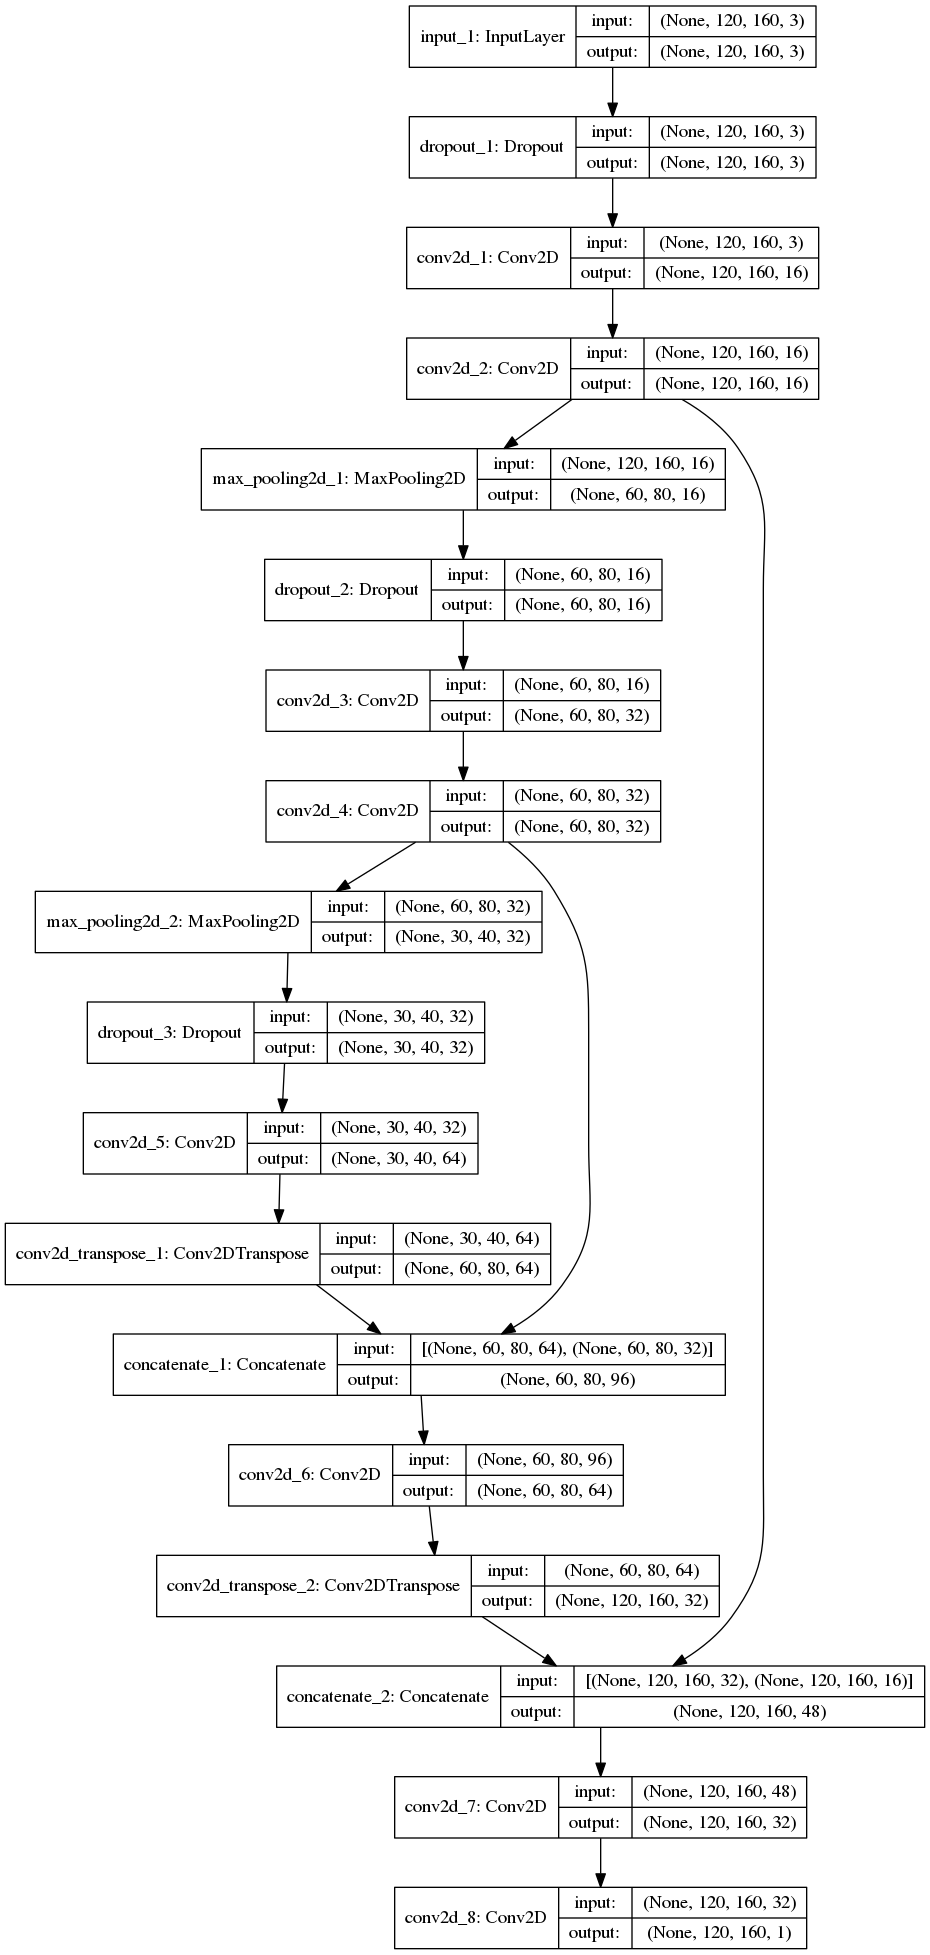 input_1: InputLayer
input:
(None, 120, 160, 3)
output:
(None, 120, 160, 3)
dropout_1: Dropout
input:
(None, 120, 160, 3)
output:
(None, 120, 160, 3)
conv2d_1: Conv2D
input:
(None, 120, 160, 3)
output:
(None, 120, 160, 16)
conv2d_2: Conv2D
input:
(None, 120, 160, 16)
output:
(None, 120, 160, 16)
max_pooling2d_1: MaxPooling2D
input:
(None, 120, 160, 16)
output:
(None, 60, 80, 16)
dropout_2: Dropout
input:
(None, 60, 80, 16)
output:
(None, 60, 80, 16)
conv2d_3: Conv2D
input:
(None, 60, 80, 16)
output:
(None, 60, 80, 32)
conv2d_4: Conv2D
input:
(None, 60, 80, 32)
output:
(None, 60, 80, 32)
max_pooling2d_2: MaxPooling2D
input:
(None, 60, 80, 32)
output:
(None, 30, 40, 32)
dropout_3: Dropout
input:
(None, 30, 40, 32)
output:
(None, 30, 40, 32)
conv2d_5: Conv2D
input:
(None, 30, 40, 32)
output:
(None, 30, 40, 64)
conv2d_transpose_1: Conv2DTranspose
input:
(None, 30, 40, 64)
output:
(None, 60, 80, 64)
concatenate_1: Concatenate
input:
[(None, 60, 80, 64), (None, 60, 80, 32)]
output:
(None, 60, 80, 96)
conv2d_6: Conv2D
input:
(None, 60, 80, 96)
output:
(None, 60, 80, 64)
conv2d_transpose_2: Conv2DTranspose
input:
(None, 60, 80, 64)
output:
(None, 120, 160, 32)
concatenate_2: Concatenate
input:
[(None, 120, 160, 32), (None, 120, 160, 16)]
output:
(None, 120, 160, 48)
conv2d_7: Conv2D
input:
(None, 120, 160, 48)
output:
(None, 120, 160, 32)
conv2d_8: Conv2D
input:
(None, 120, 160, 32)
output:
(None, 120, 160, 1)